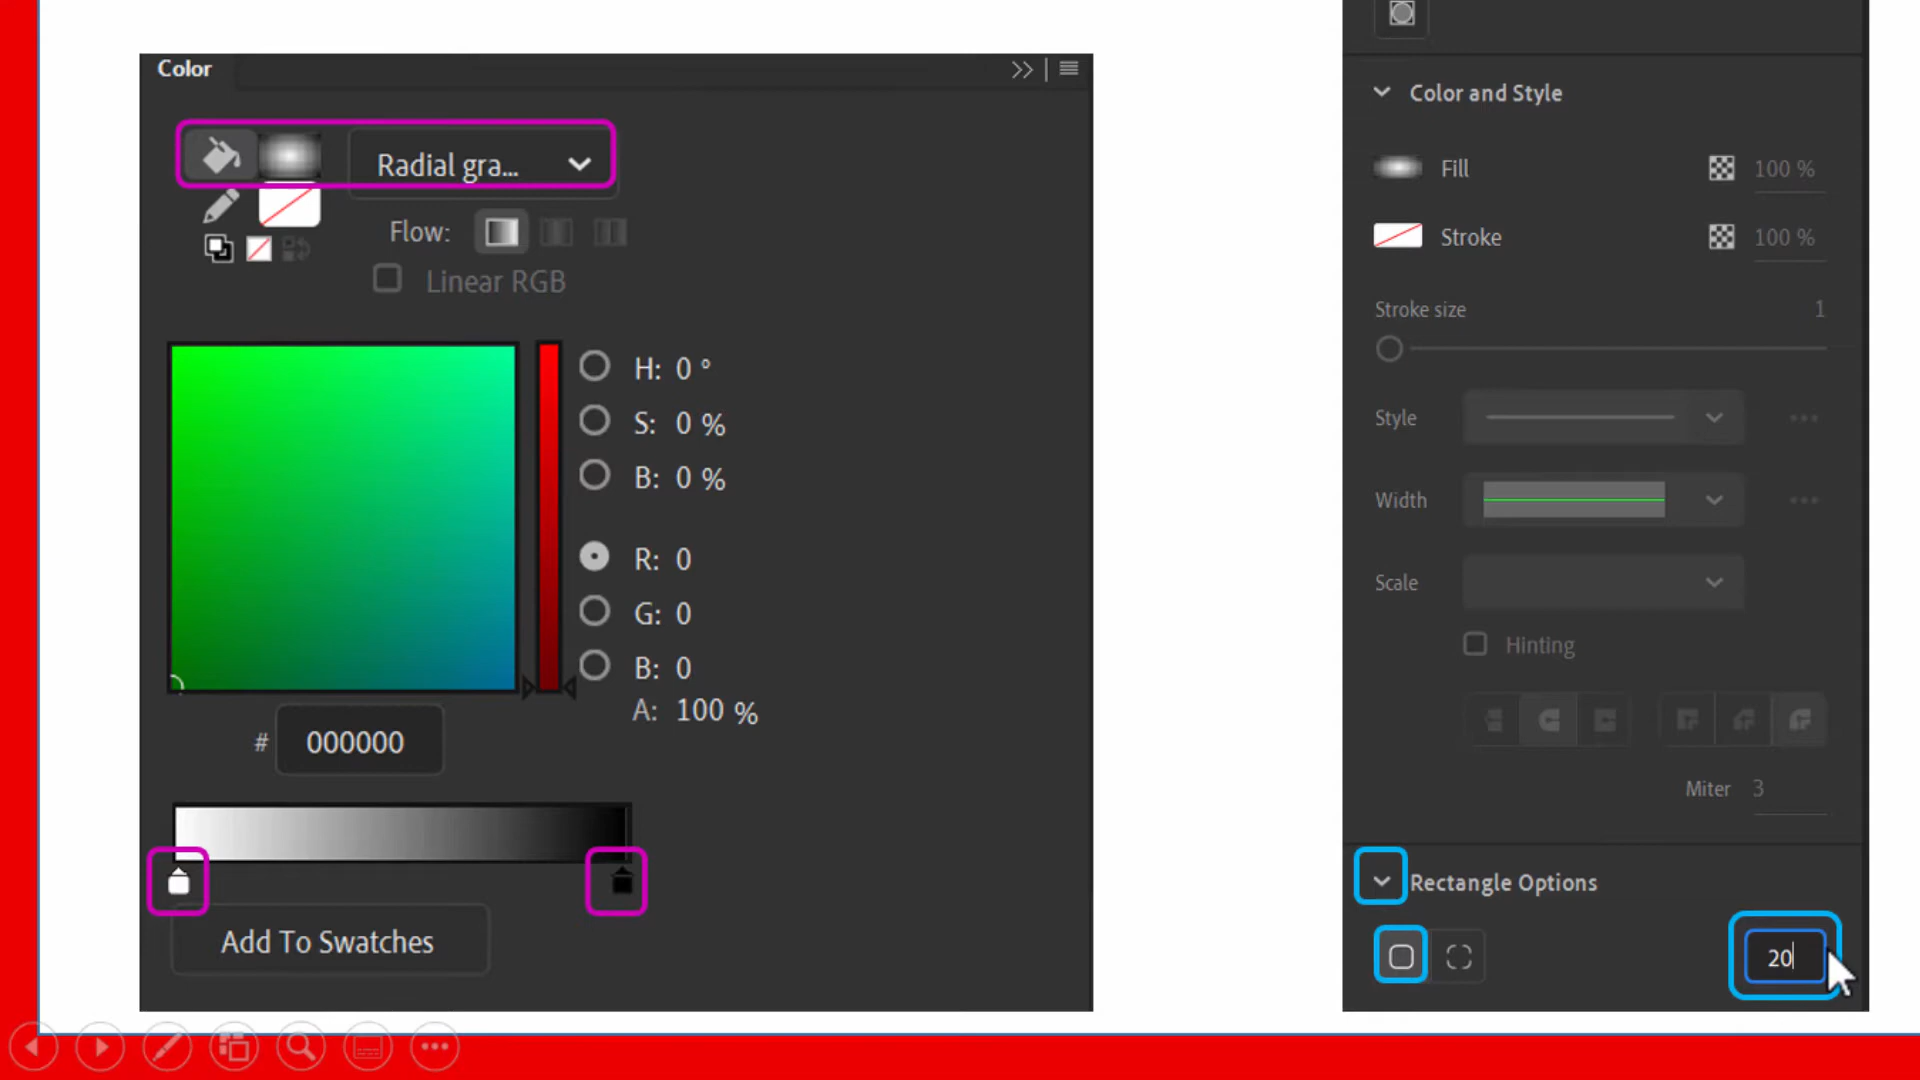 Color
Radial gra...
Flow:
Linear RGB
H: 0 °
S: 0 %
B: 0 %
R: 0
G: 0
B: 0
A: 100 %
# 000000
Add To Swatches
Color and Style
Fill 100 %
Stroke 100 %
Stroke size 1
Style
Width
Scale
Hinting
Miter 3
Rectangle Options
20